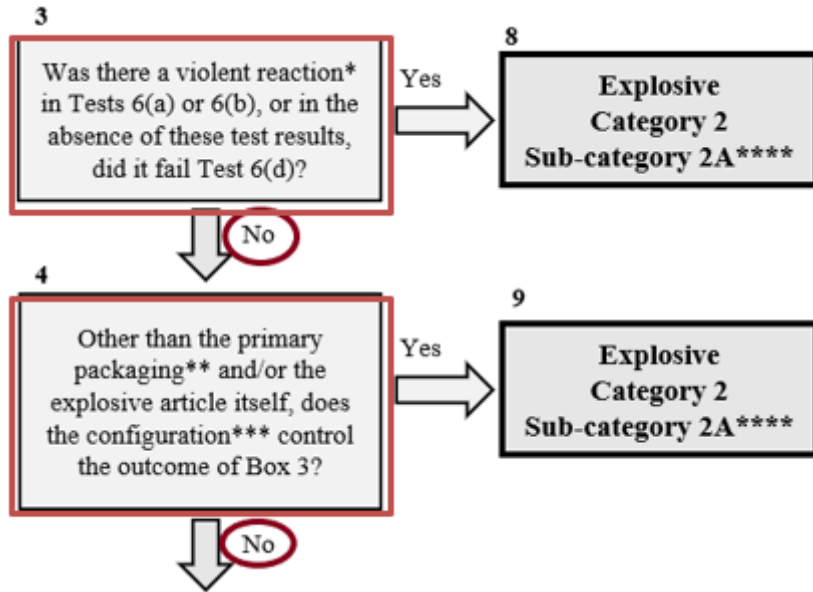 3
Was there a violent reaction*
in Tests 6(a) or 6(b), or in the
absence of these test results,
did it fail Test 6(d)?
Yes
8
Explosive
Category 2
Sub-category 2A****
No
4
Other than the primary
packaging** and/or the
explosive article itself, does
the configuration*** control
the outcome of Box 3?
Yes
9
Explosive
Category 2
Sub-category 2A****
No